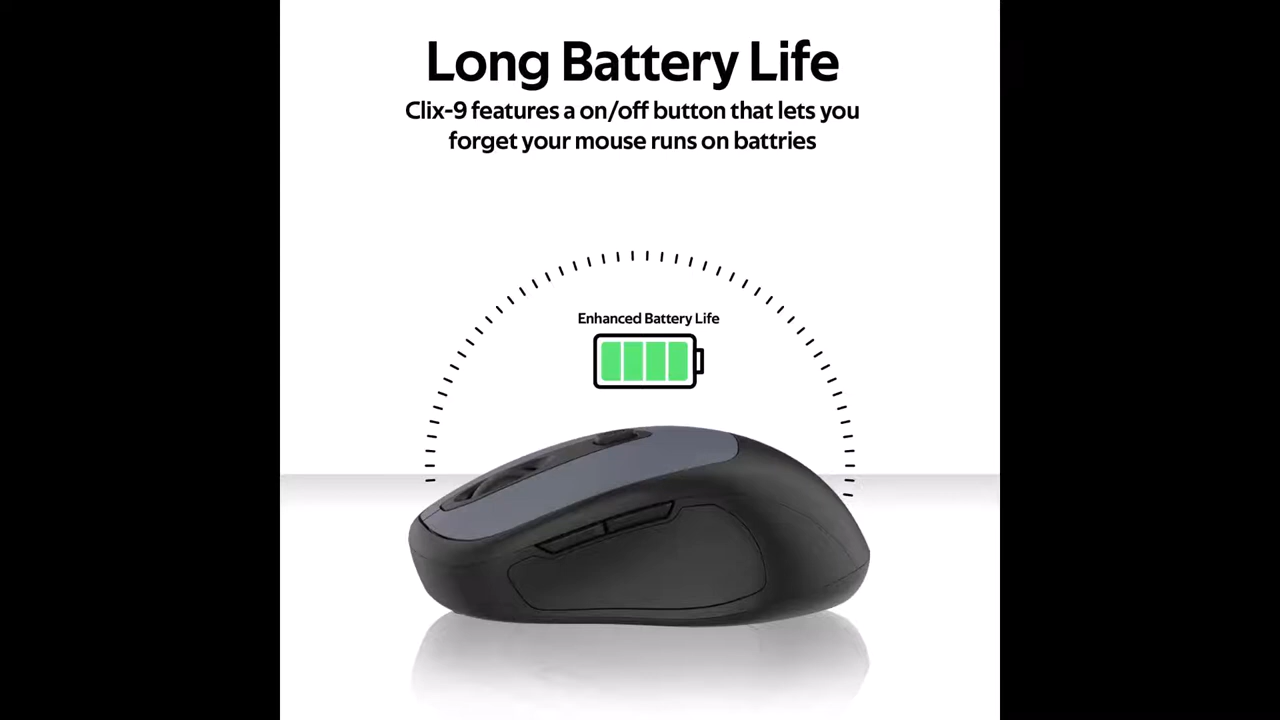 Long Battery Life
Clix-9 features a on/off button that lets you
forget your mouse runs on battries
Enhanced Battery Life